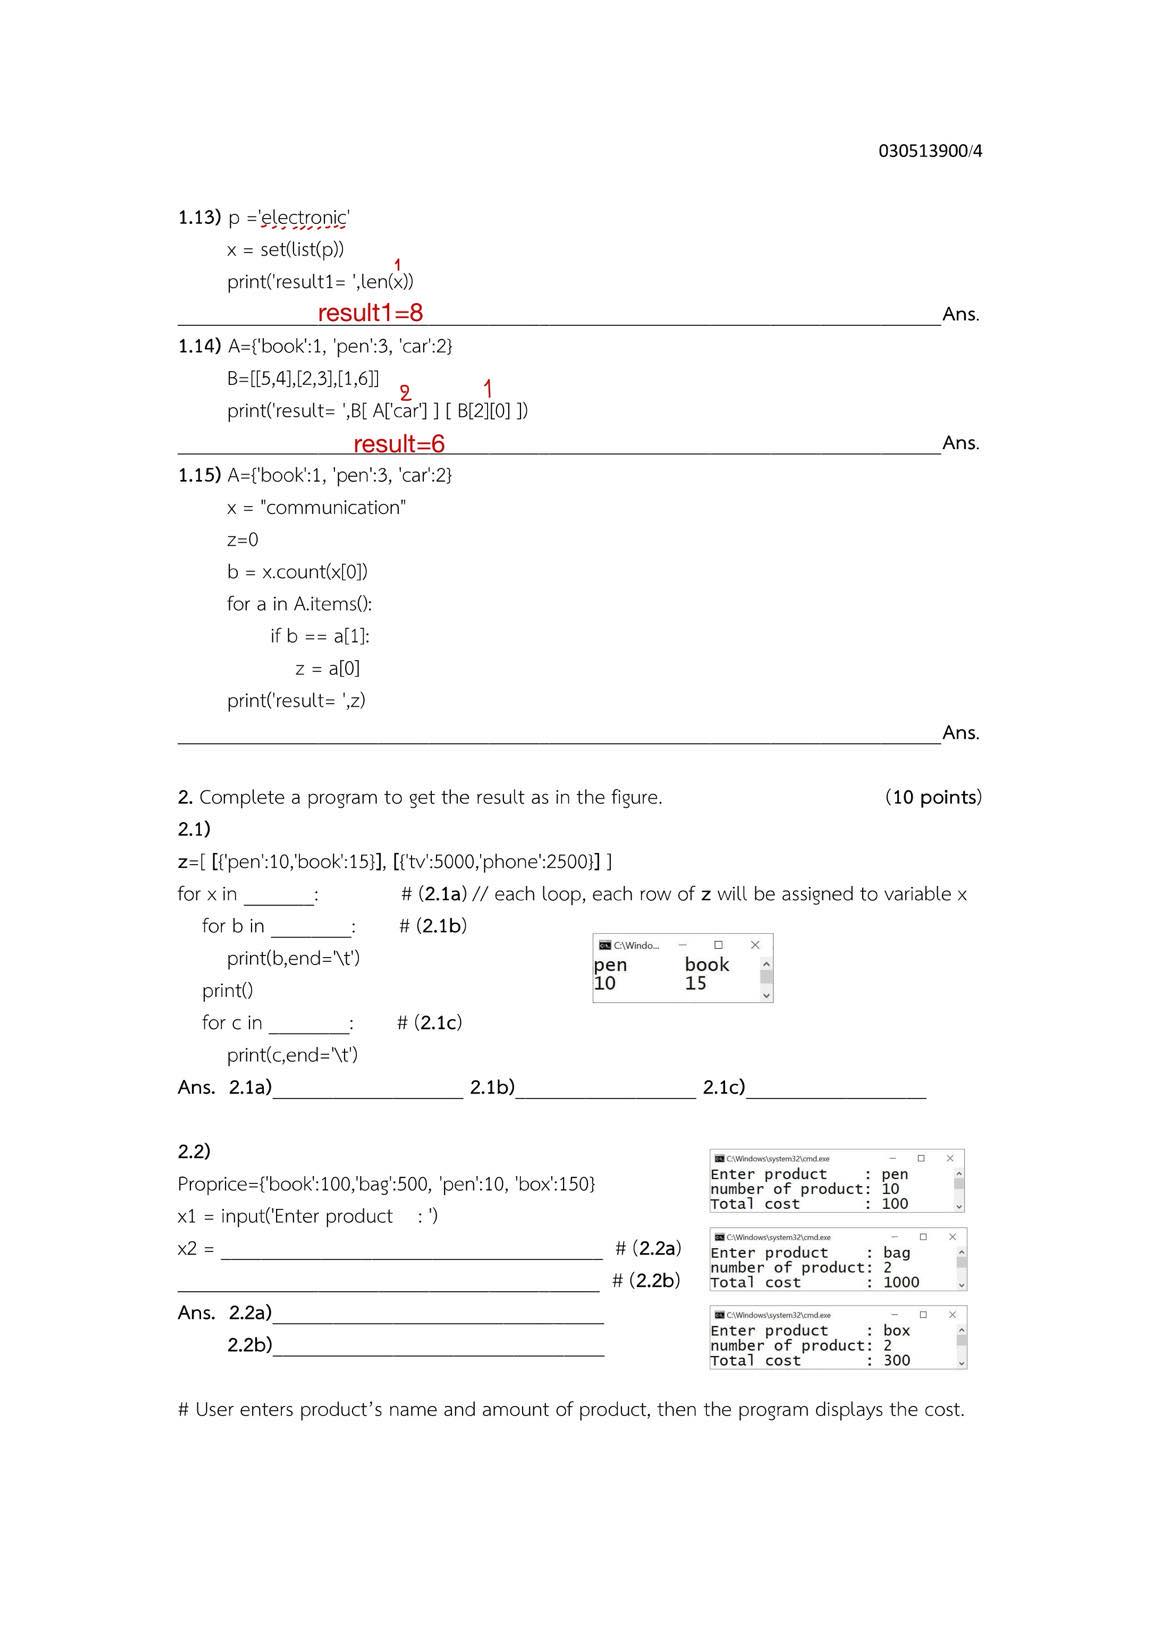 030513900/4
1.13) p ='electronic'
x = set(list(p))
1
print('result1= ',len(x))
result1=8
____Ans.
1.14) A={'book':1, 'pen':3, 'car':2}
B=[[5,4],[2,3],[1,6]]
2 1
print('result= ',B[ A['car'] ] [ B[2][0] ])
result=6
____Ans.
1.15) A={'book':1, 'pen':3, 'car':2}
x = "communication"
z=0
b = x.count(x[0])
for a in A.items():
if b == a[1]:
z = a[0]
print('result= ',z)
____Ans.
2. Complete a program to get the result as in the figure. (10 points)
2.1)
z=[ [{'pen':10,'book':15}], [{'tv':5000,'phone':2500}] ]
for x in _______: # (2.1a) // each loop, each row of z will be assigned to variable x
for b in ________: # (2.1b)
print(b,end='\t')
print()
for c in ________: # (2.1c)
print(c,end='\t')
C:\Windo...
pen book
10 15
Ans. 2.1a)____ 2.1b)____ 2.1c)____
2.2)
Proprice={'book':100,'bag':500, 'pen':10, 'box':150}
x1 = input('Enter product : ')
x2 = ____ # (2.2a)
____ # (2.2b)
Ans. 2.2a)____
2.2b)____
C:\Windows\system32\cmd.exe
Enter product : pen
number of product: 10
Total cost : 100
C:\Windows\system32\cmd.exe
Enter product : bag
number of product: 2
Total cost : 1000
C:\Windows\system32\cmd.exe
Enter product : box
number of product: 2
Total cost : 300
# User enters product's name and amount of product, then the program displays the cost.